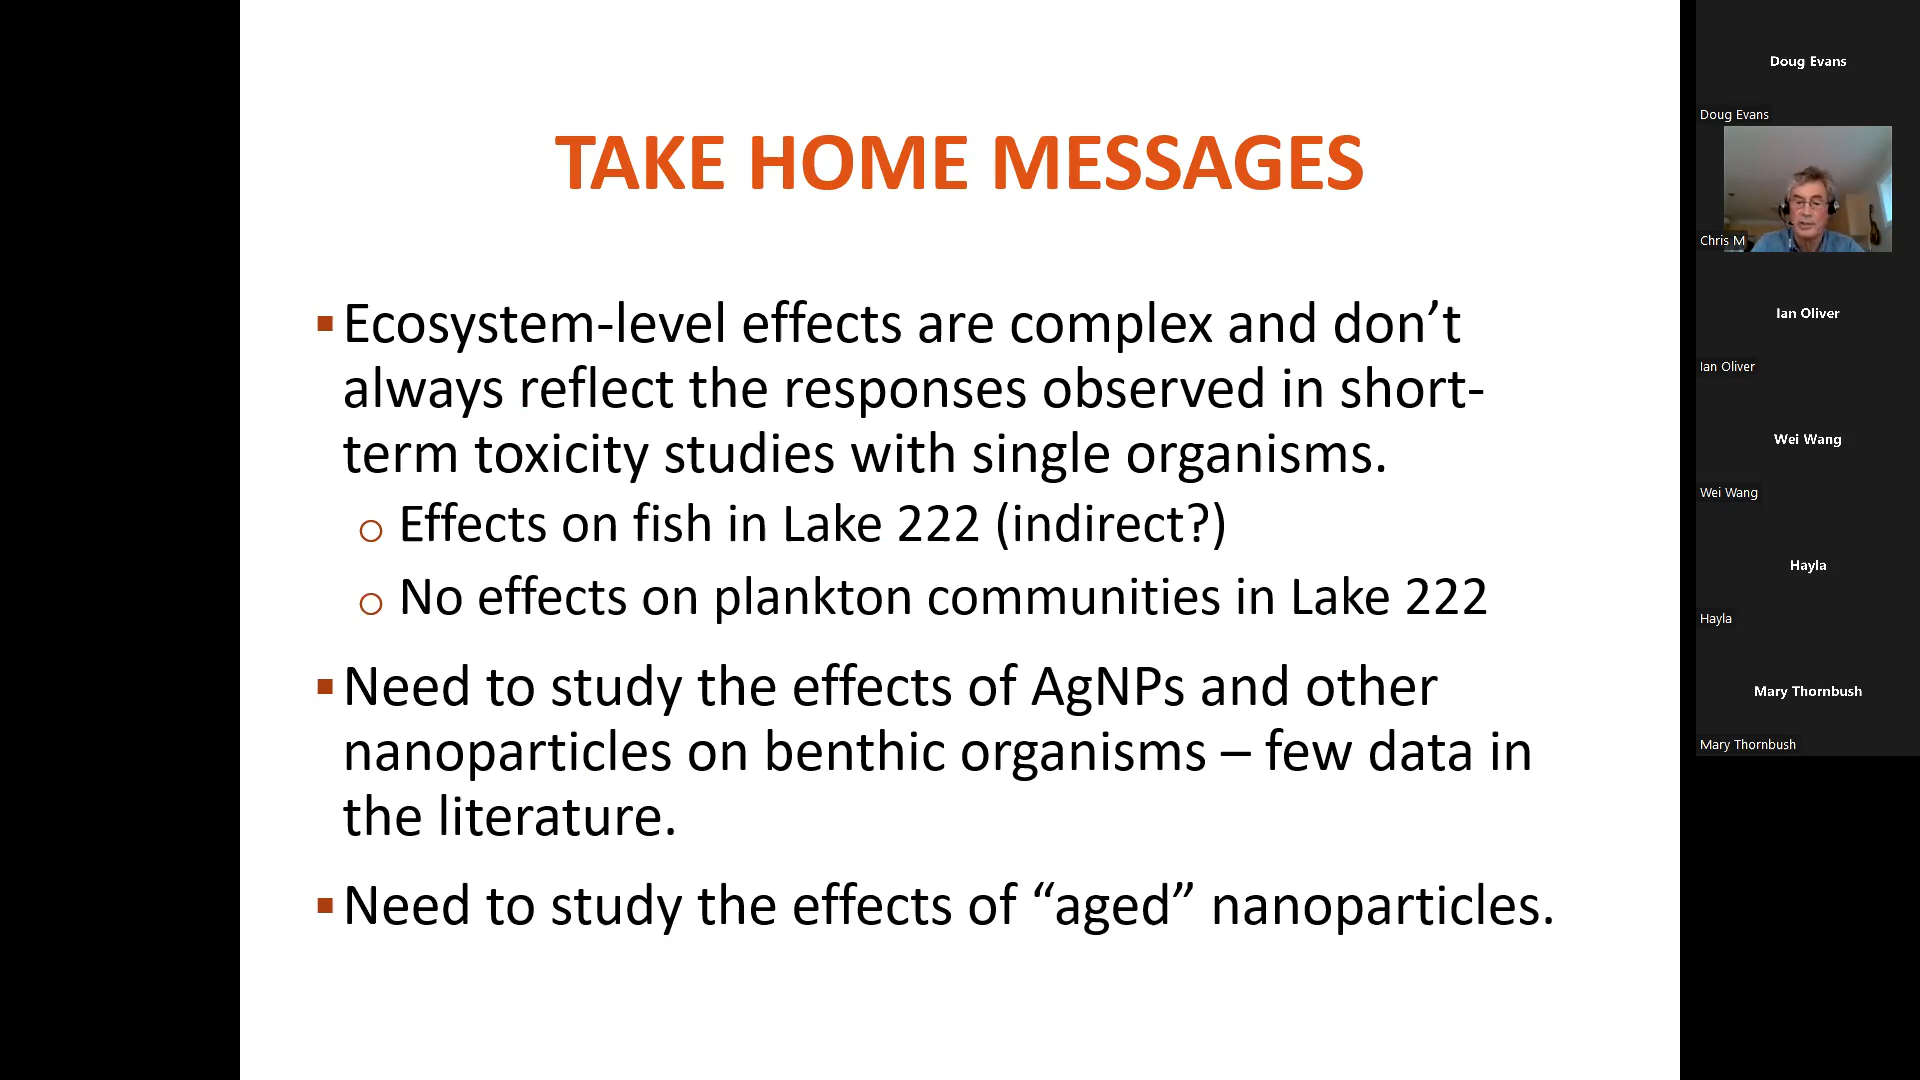 TAKE HOME MESSAGES
▪Ecosystem-level effects are complex and don’t
always reflect the responses observed in short-
term toxicity studies with single organisms.
o Effects on fish in Lake 222 (indirect?)
o No effects on plankton communities in Lake 222
▪Need to study the effects of AgNPs and other
nanoparticles on benthic organisms – few data in
the literature.
▪Need to study the effects of “aged” nanoparticles.
Doug Evans
Doug Evans
Chris M
Ian Oliver
Ian Oliver
Wei Wang
Wei Wang
Hayla
Hayla
Mary Thornbush
Mary Thornbush